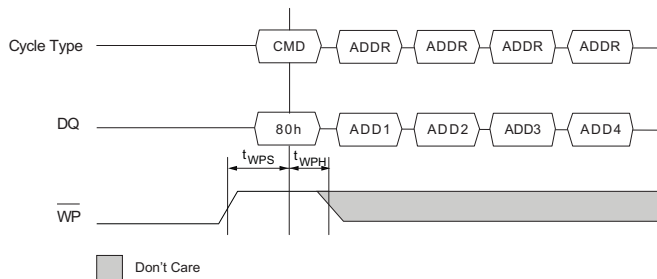 Cycle Type CMD ADDR ADDR ADDR ADDR
DQ 80h ADD1 ADD2 ADD3 ADD4
tWPS tWPH
WP
Don't Care